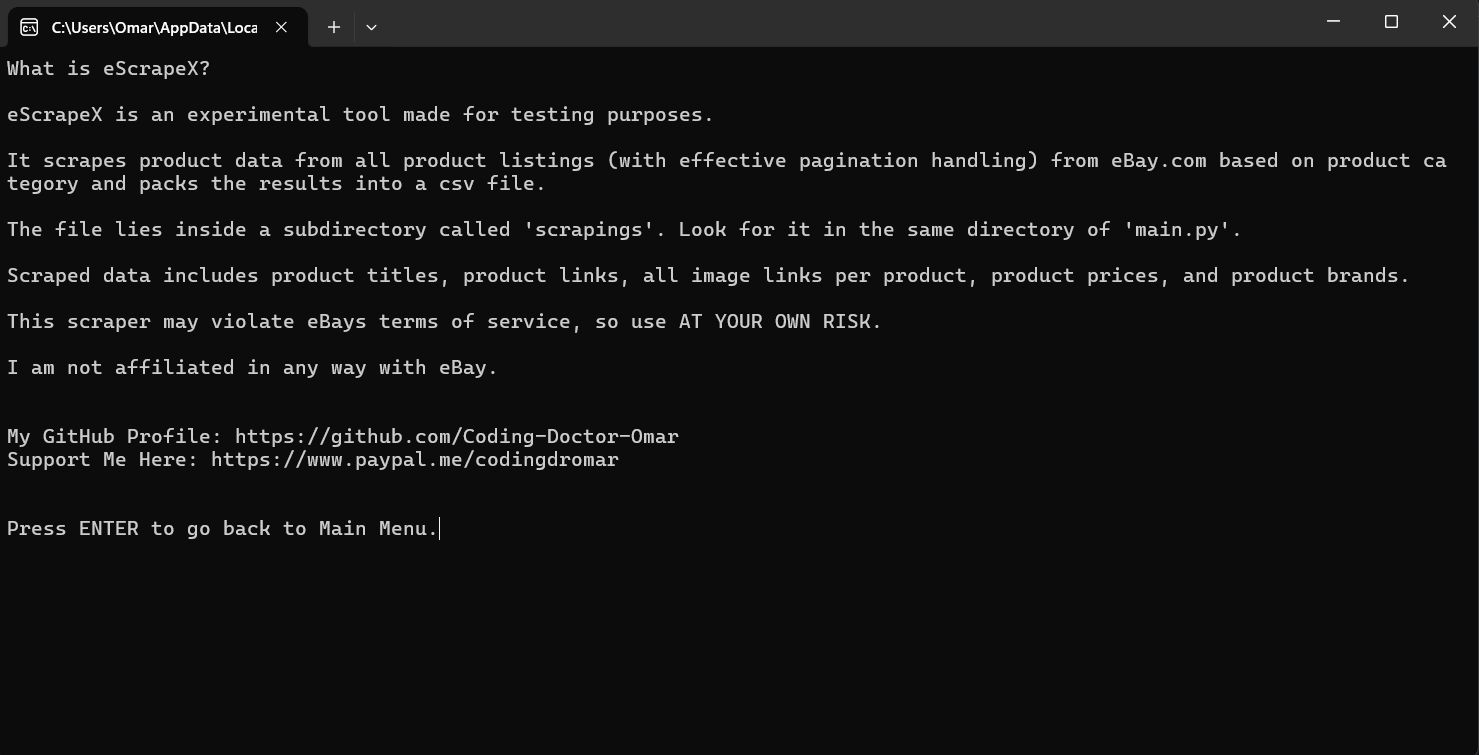 C:\Users\Omar\AppData\Loca
What is eScrapeX?
eScrapeX is an experimental tool made for testing purposes.
It scrapes product data from all product listings (with effective pagination handling) from eBay.com based on product ca
tegory and packs the results into a csv file.
The file lies inside a subdirectory called 'scrapings'. Look for it in the same directory of 'main.py'.
Scraped data includes product titles, product links, all image links per product, product prices, and product brands.
This scraper may violate eBays terms of service, so use AT YOUR OWN RISK.
I am not affiliated in any way with eBay.
My GitHub Profile: https://github.com/Coding-Doctor-Omar
Support Me Here: https://www.paypal.me/codingdromar
Press ENTER to go back to Main Menu.